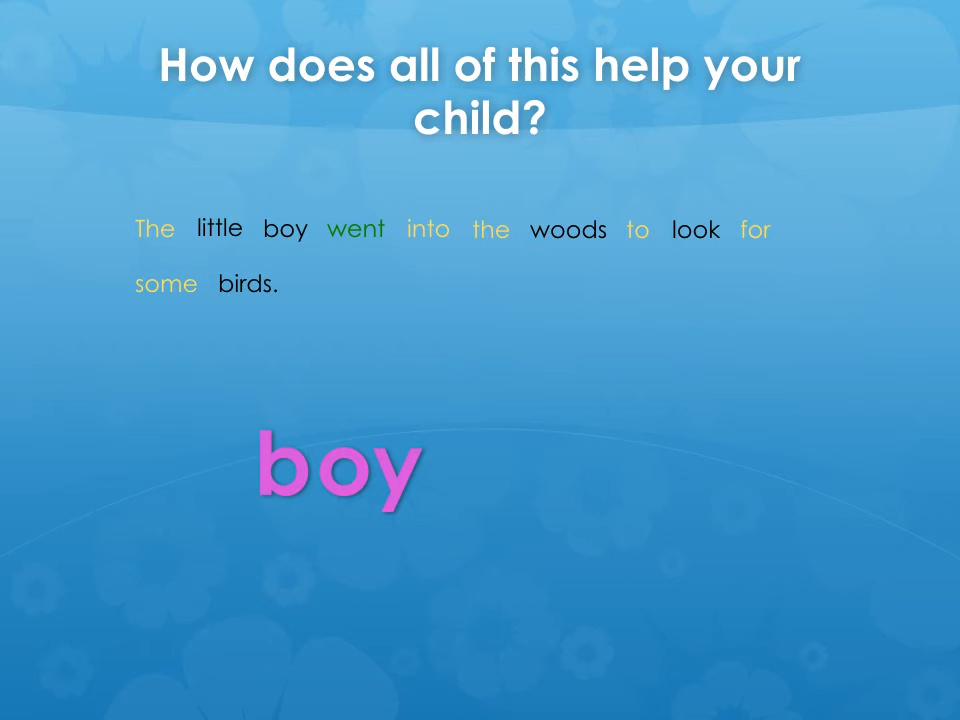 How does all of this help your
child?
The little boy went into the woods to look for
some birds.
boy